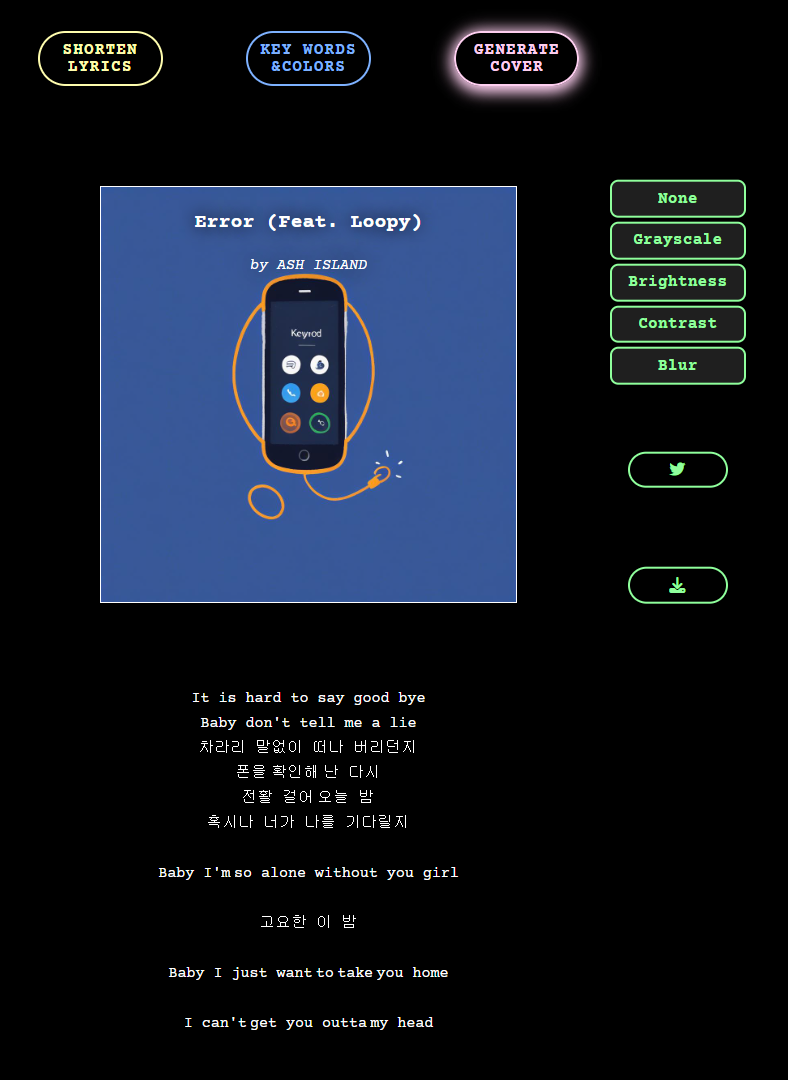 SHORTEN
LYRICS
KEY WORDS
&COLORS
GENERATE
COVER
Error (Feat. Loopy)
by ASH ISLAND
Keyrod
None
Grayscale
Brightness
Contrast
Blur
It is hard to say good bye
Baby don't tell me a lie
차라리 말없이 떠나 버리던지
폰을 확인해 난 다시
전활 걸어 오늘 밤
혹시나 너가 나를 기다릴지
Baby I'm so alone without you girl
고요한 이 밤
Baby I just want to take you home
I can't get you outta my head